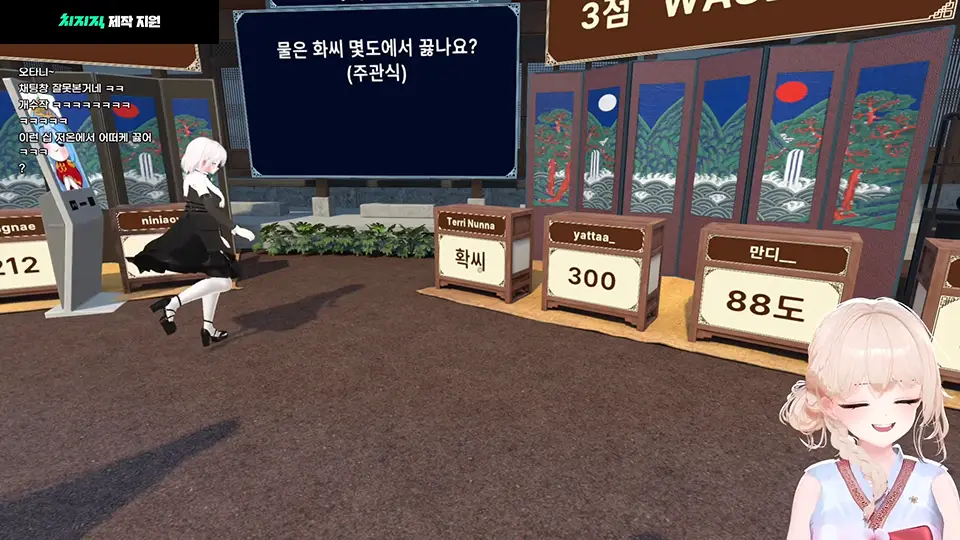 치지직 제작 지원
물은 화씨 몇도에서 끓나요?
(주관식)
3점
오타니~
채팅창 잘못본거네 ㅋㅋ
개수작 ㅋㅋㅋㅋㅋㅋㅋㅋ
ㅋㅋㅋㅋㅋ
이런 십 저온에서 어떠케 끓어
ㅋㅋㅋ
?
gnae
212
niniao
Terri Nunna
확씨
yattaa_
300
만디__
88도